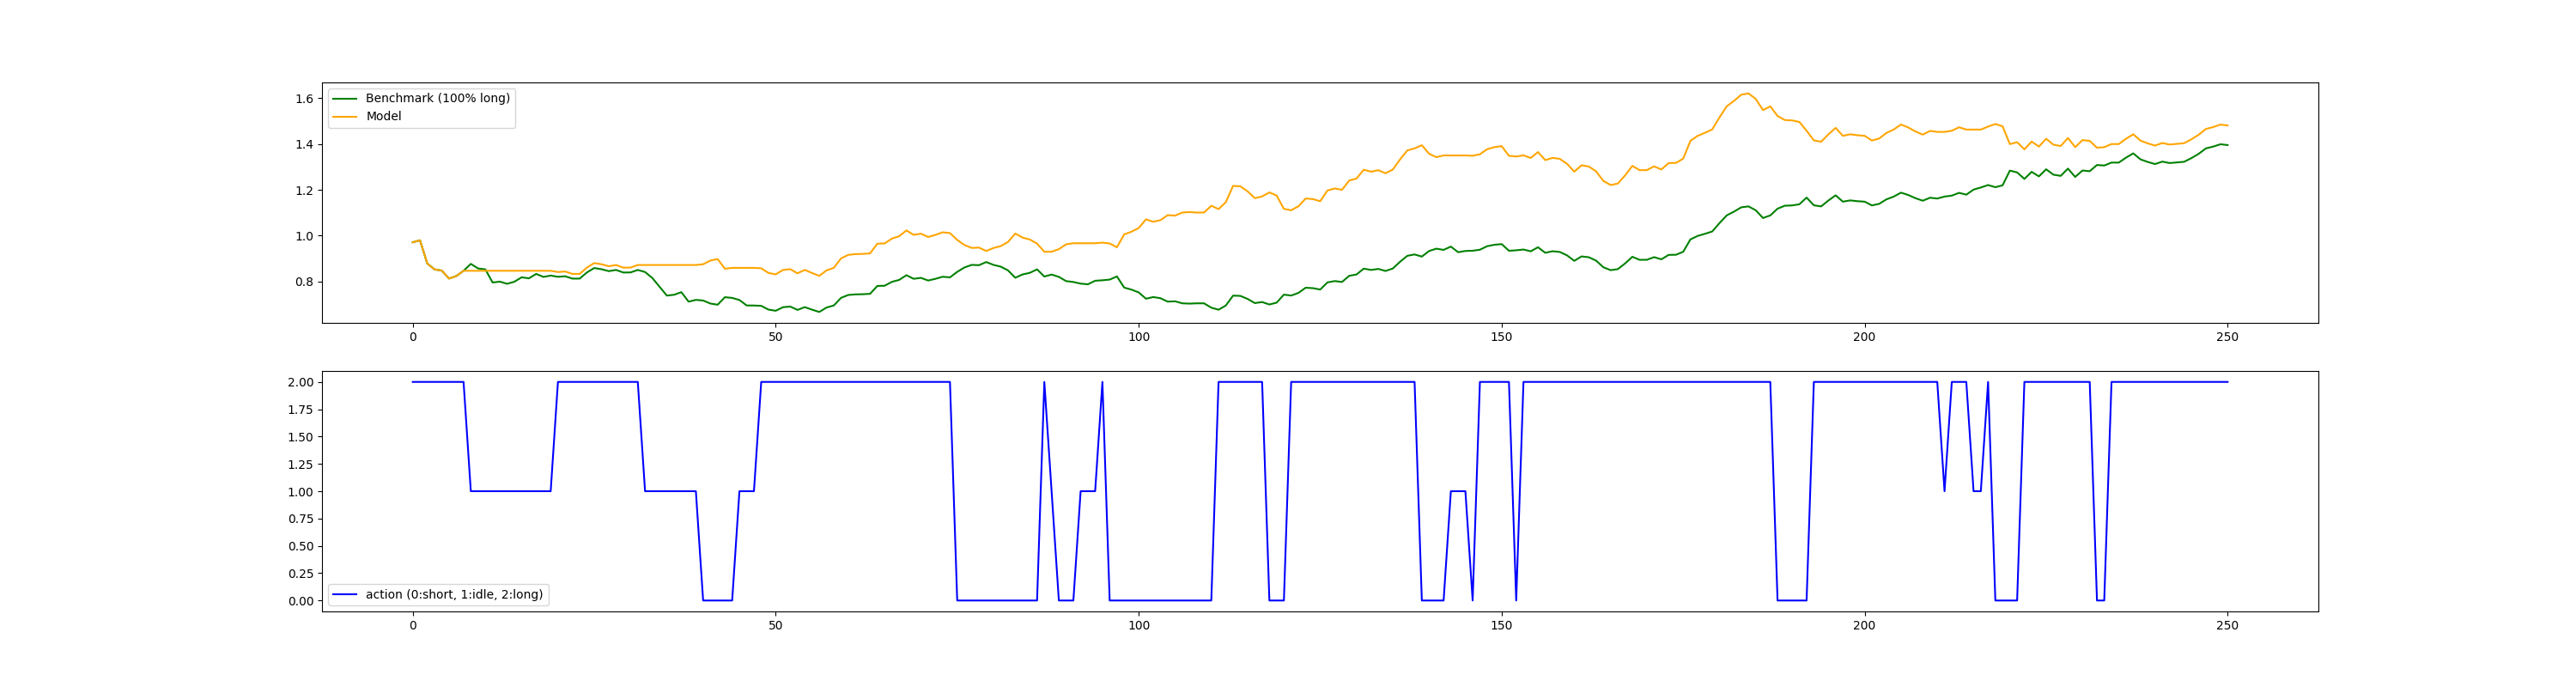 Benchmark (100% long)
Model
1.6
1.4
1.2
1.0
0.8
0 50 100 150 200 250
2.00
1.75
1.50
1.25
1.00
0.75
0.50
0.25
0.00
action (0:short, 1:idle, 2:long)
0 50 100 150 200 250